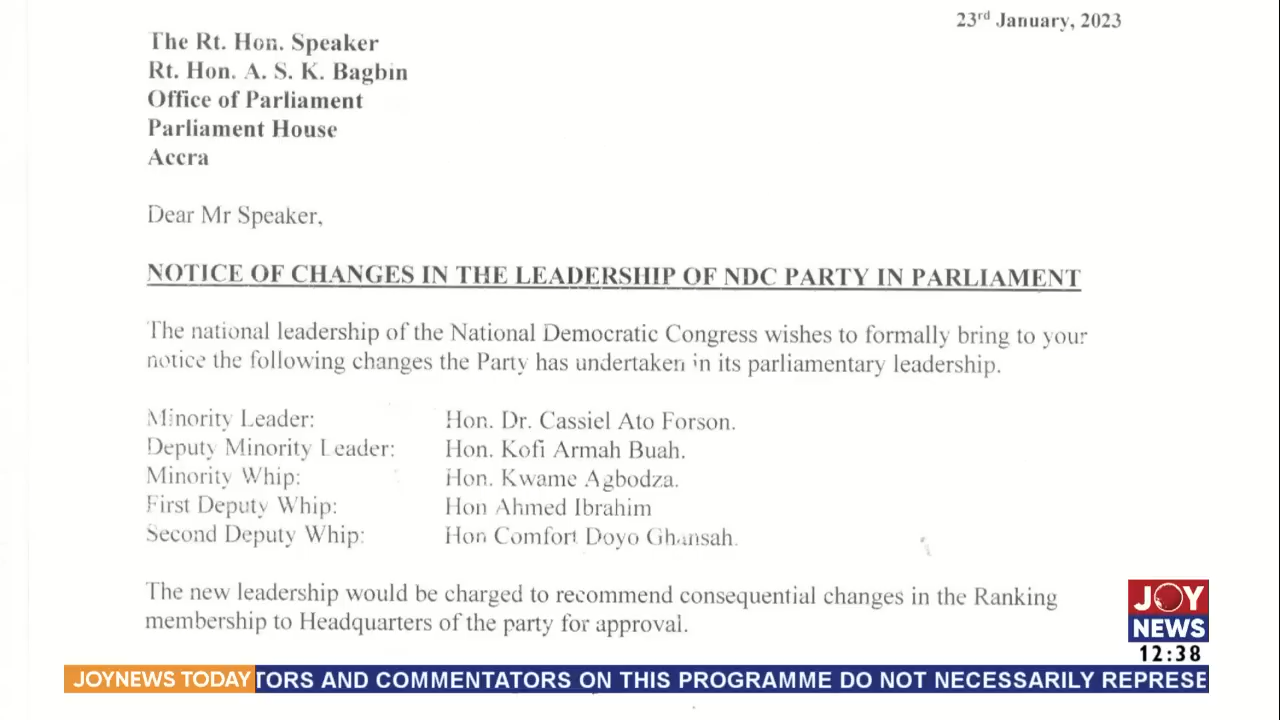 23rd January, 2023
The Rt. Hon. Speaker
Rt. Hon. A. S. K. Bagbin
Office of Parliament
Parliament House
Accra
Dear Mr Speaker,
NOTICE OF CHANGES IN THE LEADERSHIP OF NDC PARTY IN PARLIAMENT
The national leadership of the National Democratic Congress wishes to formally bring to your
notice the following changes the Party has undertaken in its parliamentary leadership.
Minority Leader: Hon. Dr. Cassiel Ato Forson.
Deputy Minority Leader: Hon. Kofi Armah Buah.
Minority Whip: Hon. Kwame Agbodza.
First Deputy Whip: Hon Ahmed Ibrahim
Second Deputy Whip: Hon Comfort Doyo Ghansah.
The new leadership would be charged to recommend consequential changes in the Ranking
membership to Headquarters of the party for approval.
JOY
NEWS
12:38
JOYNEWS TODAY TORS AND COMMENTATORS ON THIS PROGRAMME DO NOT NECESSARILY REPRESE